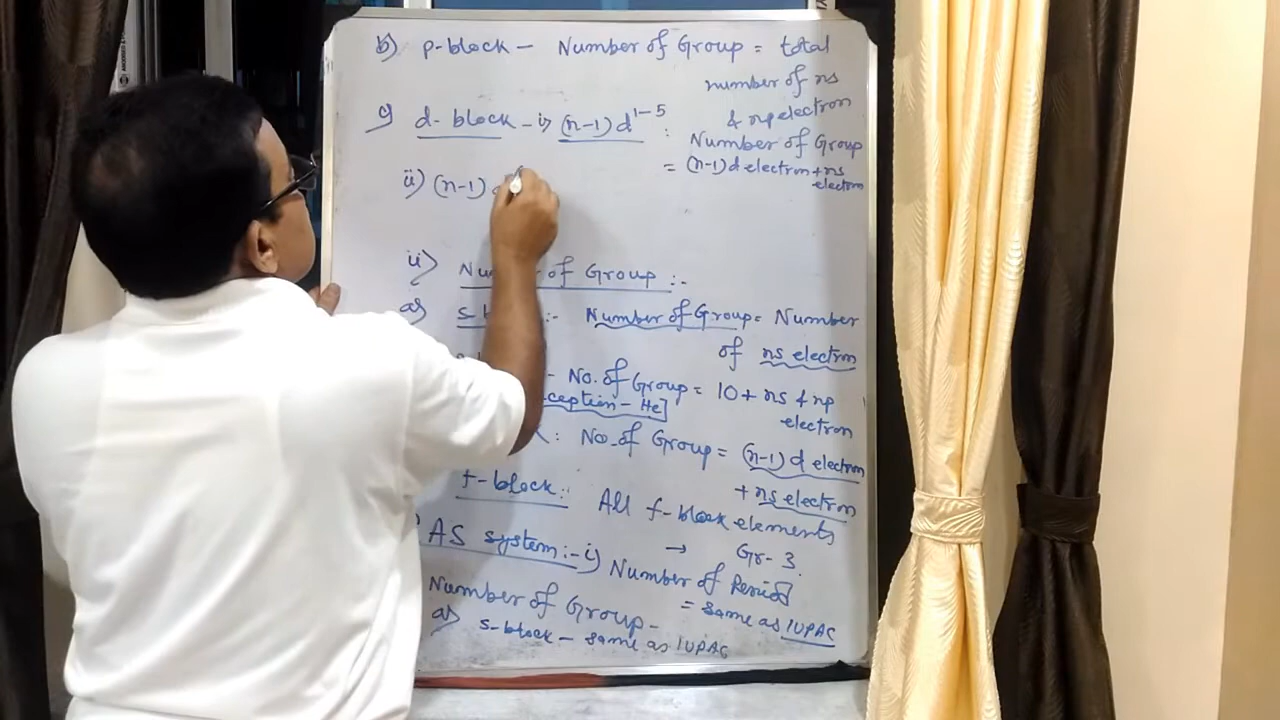 b) p-block - Number of Group = total
number of ns
& np electron
c) d-block - i) (n-1)d¹⁻⁵ :
Number of Group
= (n-1)d electron + ns
electron
ii) (n-1)
ii) of Group :-
a) :- Number of Group = Number
of ns electron
- No. of Group = 10 + ns & np
electron
ception - He]
: No. of Group = (n-1)d electron
+ ns electron
f-block:
All f-block elements
→ Gr- 3.
AS system:- i) Number of Period
= same as IUPAC
Number of Group -
a) s-block - same as IUPAC